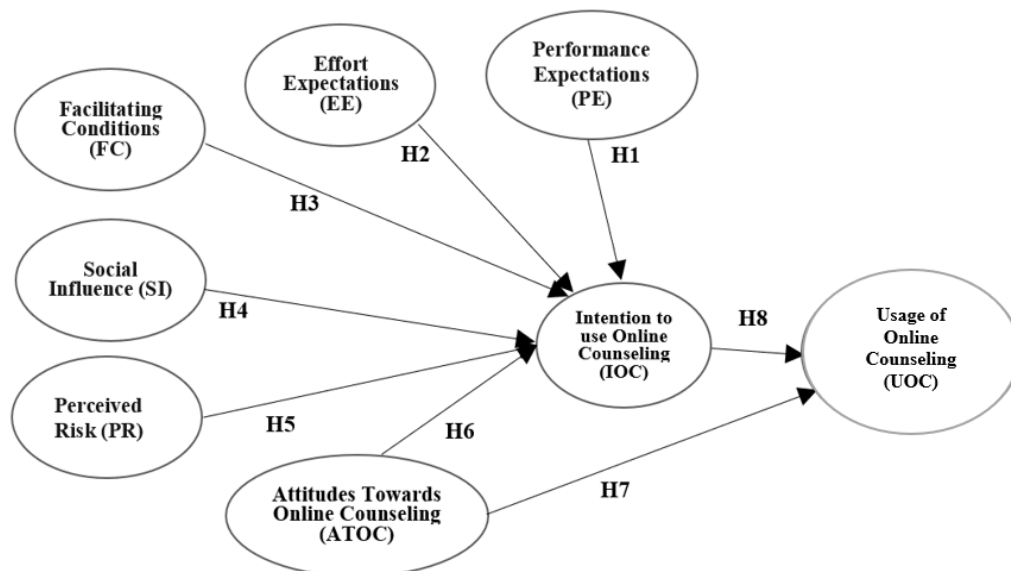 Performance
Expectations
(PE)
Effort
Expectations
(EE)
Facilitating
Conditions
(FC)
H1
H2
H3
Social
Influence (SI)
H4
Intention to
use Online
Counseling
(IOC)
H8
Usage of
Online
Counseling
(UOC)
Perceived
Risk (PR)
H5
H6
Attitudes Towards
Online Counseling
(ATOC)
H7